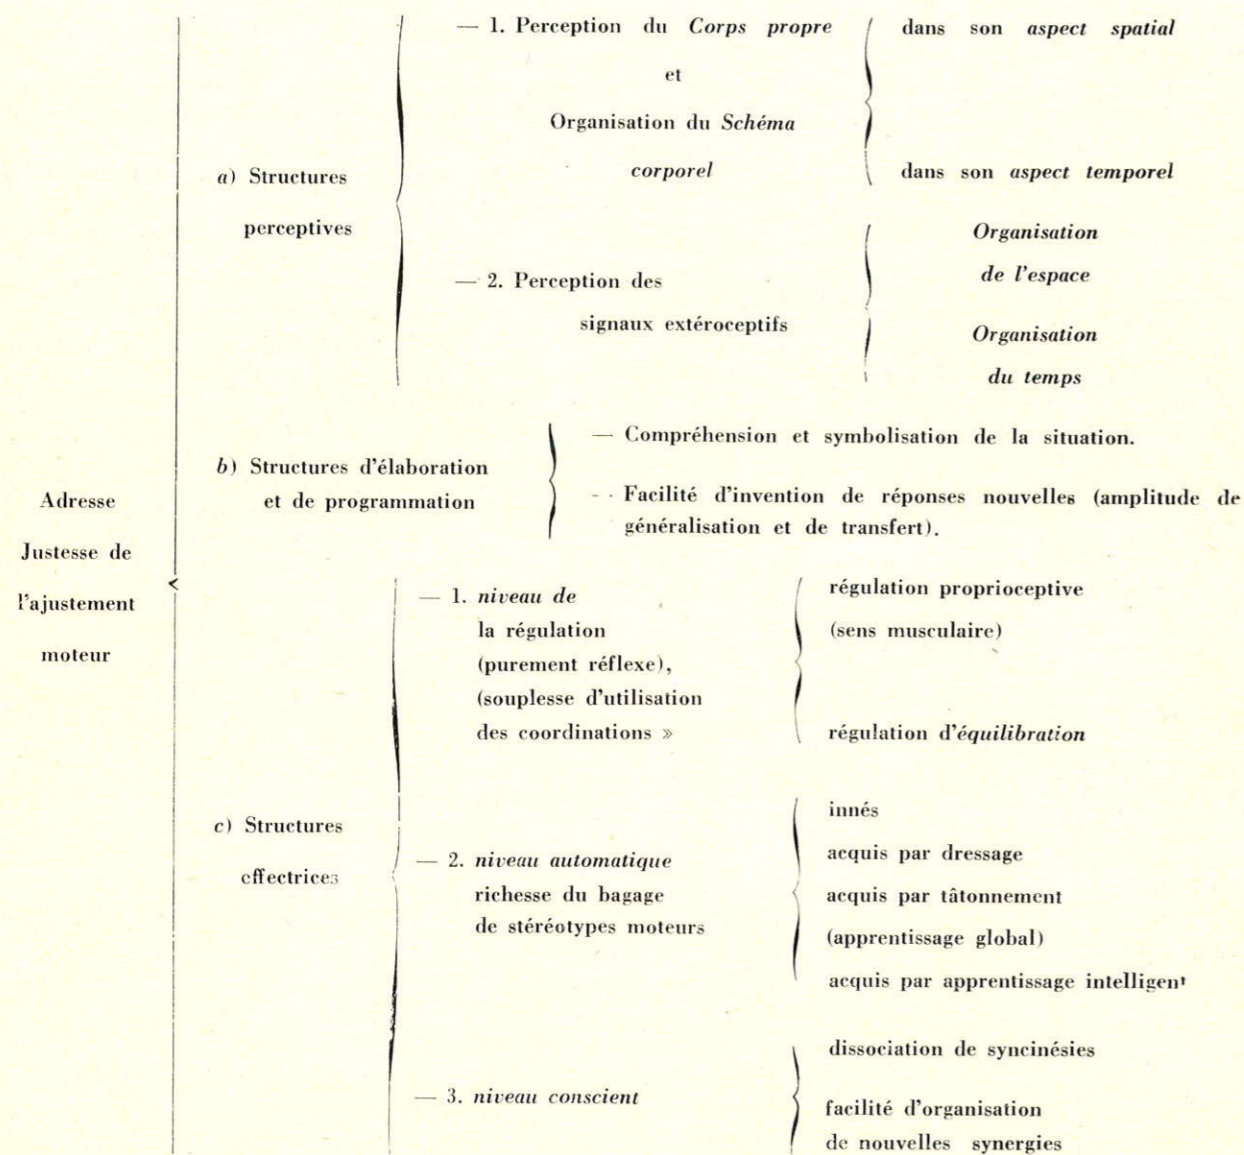 Adresse
Justesse de
l'ajustement
moteur
a) Structures
perceptives
— 1. Perception du Corps propre
et
Organisation du Schéma
corporel
dans son aspect spatial
dans son aspect temporel
— 2. Perception des
signaux extéroceptifs
Organisation
de l'espace
Organisation
du temps
b) Structures d'élaboration
et de programmation
— Compréhension et symbolisation de la situation.
- · Facilité d'invention de réponses nouvelles (amplitude de
généralisation et de transfert).
c) Structures
effectrices
— 1. niveau de
la régulation
(purement réflexe),
(souplesse d'utilisation
des coordinations »
régulation proprioceptive
(sens musculaire)
régulation d'équilibration
— 2. niveau automatique
richesse du bagage
de stéréotypes moteurs
innés
acquis par dressage
acquis par tâtonnement
(apprentissage global)
acquis par apprentissage intelligent
— 3. niveau conscient
dissociation de syncinésies
facilité d'organisation
de nouvelles synergies